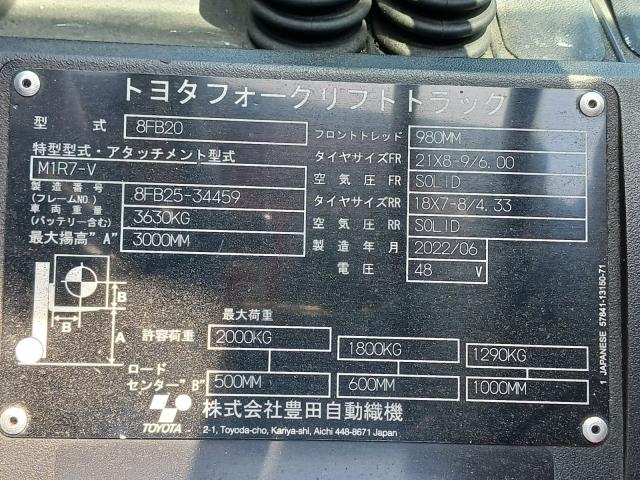 トヨタフォークリフトトラック
型 式 8FB20
特型型式・アタッチメント型式
M1R7-V
製造番号
(フレームNO) 8FB25-34459
車両重量
(バッテリー含む) 3630KG
最大揚高"A" 3000MM
フロントトレッド 980MM
タイヤサイズFR 21X8-9/6.00
空気圧FR SOLID
タイヤサイズRR 18X7-8/4.33
空気圧RR SOLID
製造年月 2022/06
電圧 48 V
B
B
A
最大荷重
許容荷重 2000KG 1800KG 1290KG
ロード
センター"B" 500MM 600MM 1000MM
TOYOTA 株式会社豊田自動織機
2-1, Toyoda-cho, Kariya-shi, Aichi 448-8671 Japan
1 JAPANESE 57841-13150-71